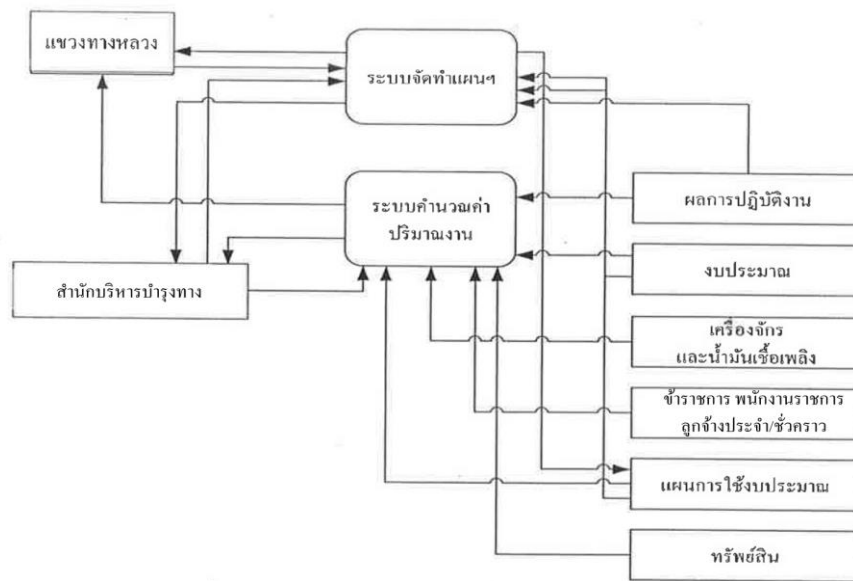 แขวงทางหลวง
ระบบจัดทำแผนฯ
ผลการปฏิบัติงาน
ระบบคำนวณค่า
ปริมาณงาน
งบประมาณ
สำนักบริหารบำรุงทาง
เครื่องจักร
และน้ำมันเชื้อเพลิง
ข้าราชการ พนักงานราชการ
ลูกจ้างประจำ/ชั่วคราว
แผนการใช้งบประมาณ
ทรัพย์สิน